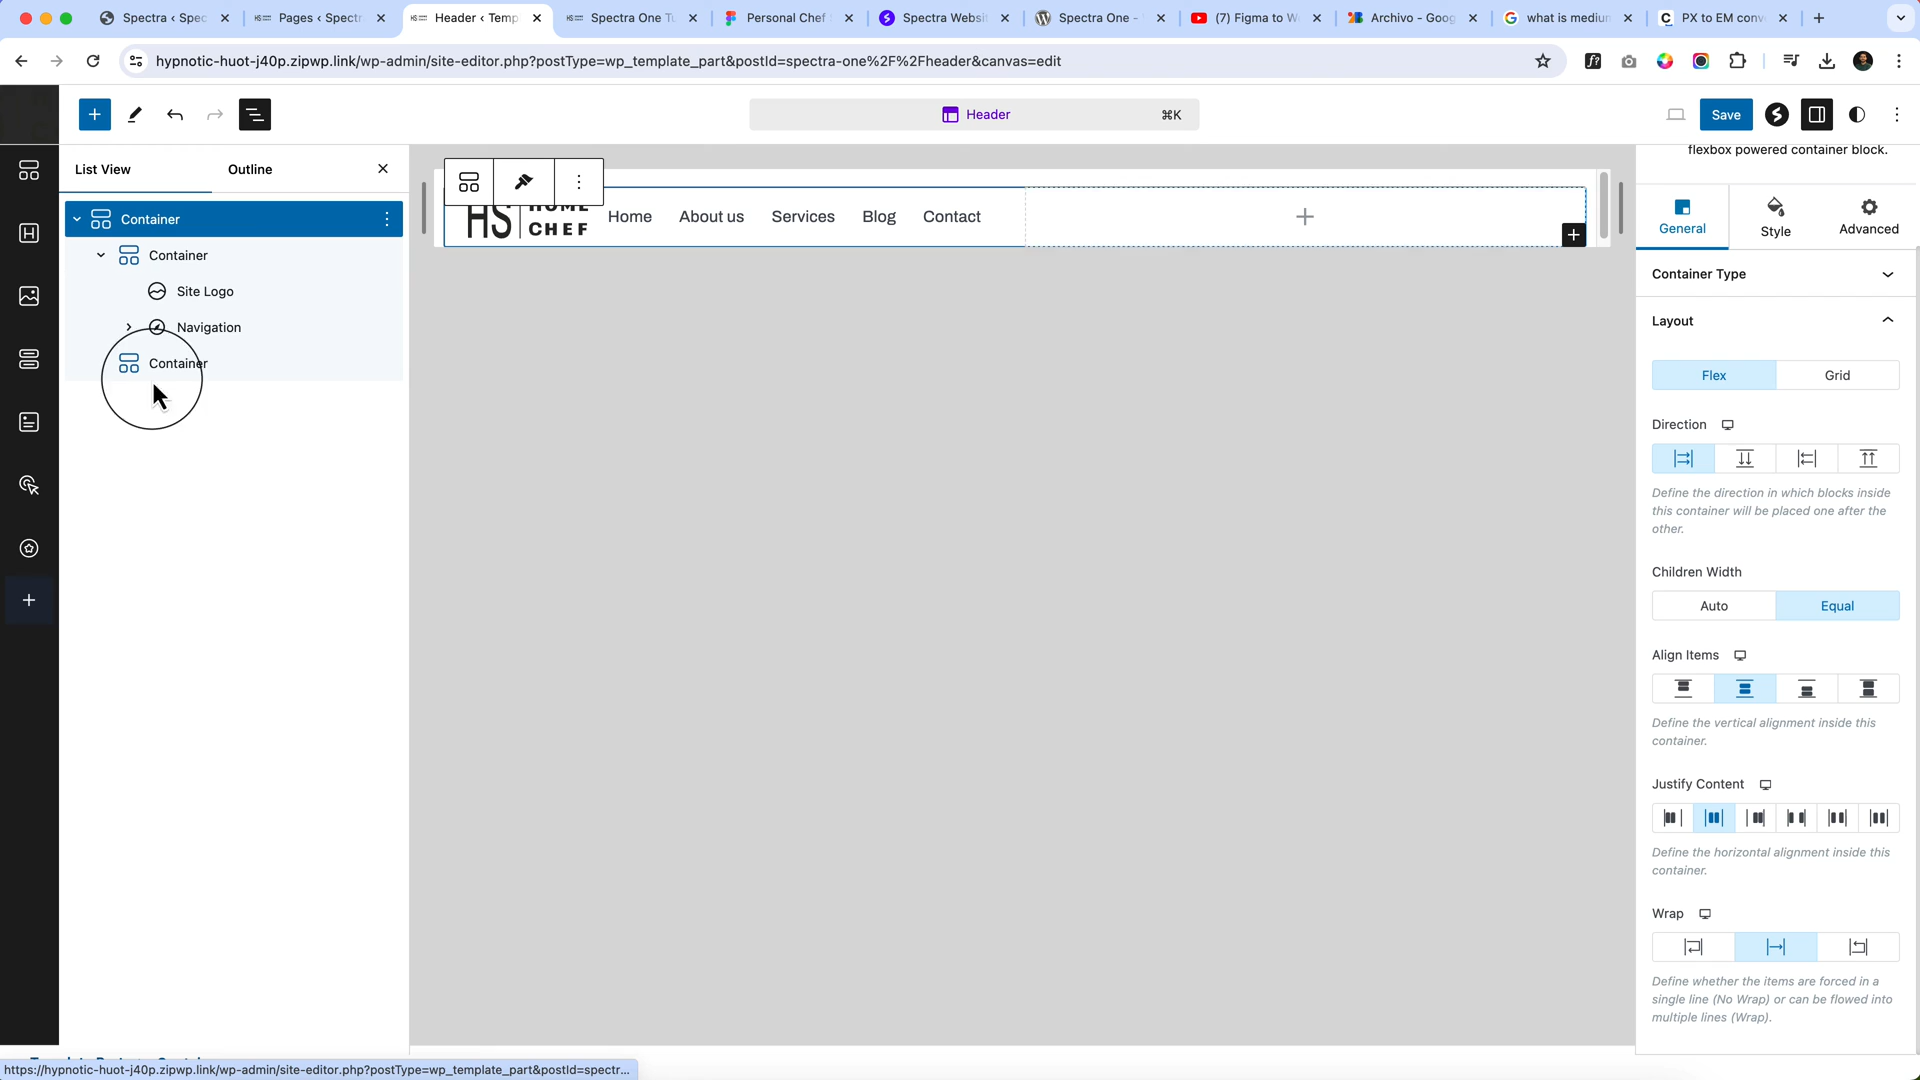 Spectra ‹ Spec
Pages ‹ Spectr
Header ‹ Temp
Spectra One Tu
Personal Chef
Spectra Websit
Spectra One -
(7) Figma to W
Archivo - Goog
what is mediun
PX to EM conv
hypnotic-huot-j40p.zipwp.link/wp-admin/site-editor.php?postType=wp_template_part&postId=spectra-one%2F%2Fheader&canvas=edit
Header
⌘K
Save
List View
Outline
Container
Container
Site Logo
Navigation
Container
HS
CHEF
Home
About us
Services
Blog
Contact
flexbox powered container block.
General
Style
Advanced
Container Type
Layout
Flex
Grid
Direction
Define the direction in which blocks inside
this container will be placed one after the
other.
Children Width
Auto
Equal
Align Items
Define the vertical alignment inside this
container.
Justify Content
Define the horizontal alignment inside this
container.
Wrap
Define whether the items are forced in a
single line (No Wrap) or can be flowed into
multiple lines (Wrap).
https://hypnotic-huot-j40p.zipwp.link/wp-admin/site-editor.php?postType=wp_template_part&postId=spectr...